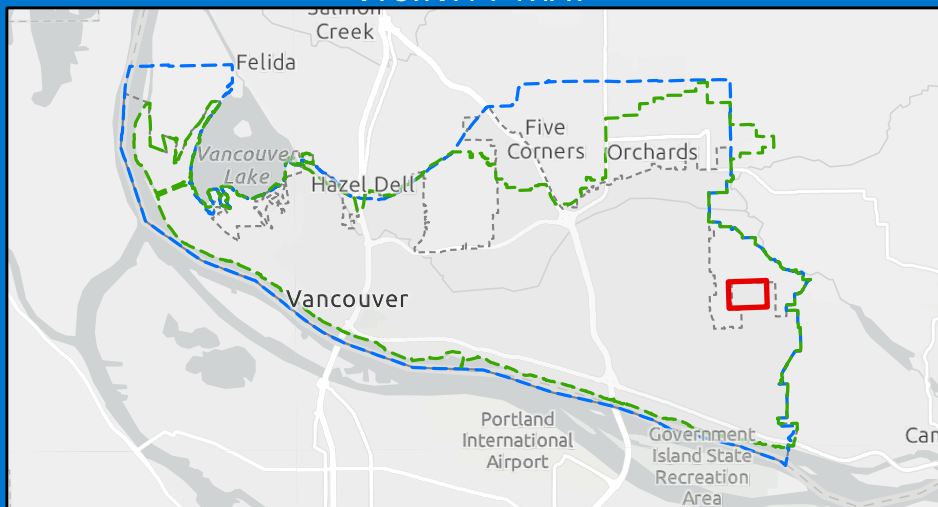 Salmon
Creek
Felida
Five
Corners
Orchards
Vancouver
Lake
Hazel Dell
Vancouver
Portland
International
Airport
Government
Island State
Recreation
Area